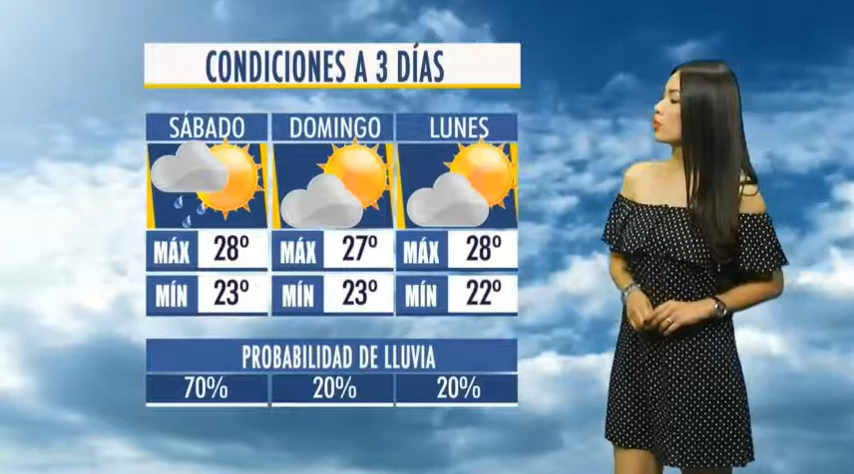 CONDICIONES A 3 DÍAS
SÁBADO DOMINGO LUNES
MÁX 28º MÁX 27º MÁX 28º
MÍN 23º MÍN 23º MÍN 22º
PROBABILIDAD DE LLUVIA
70% 20% 20%